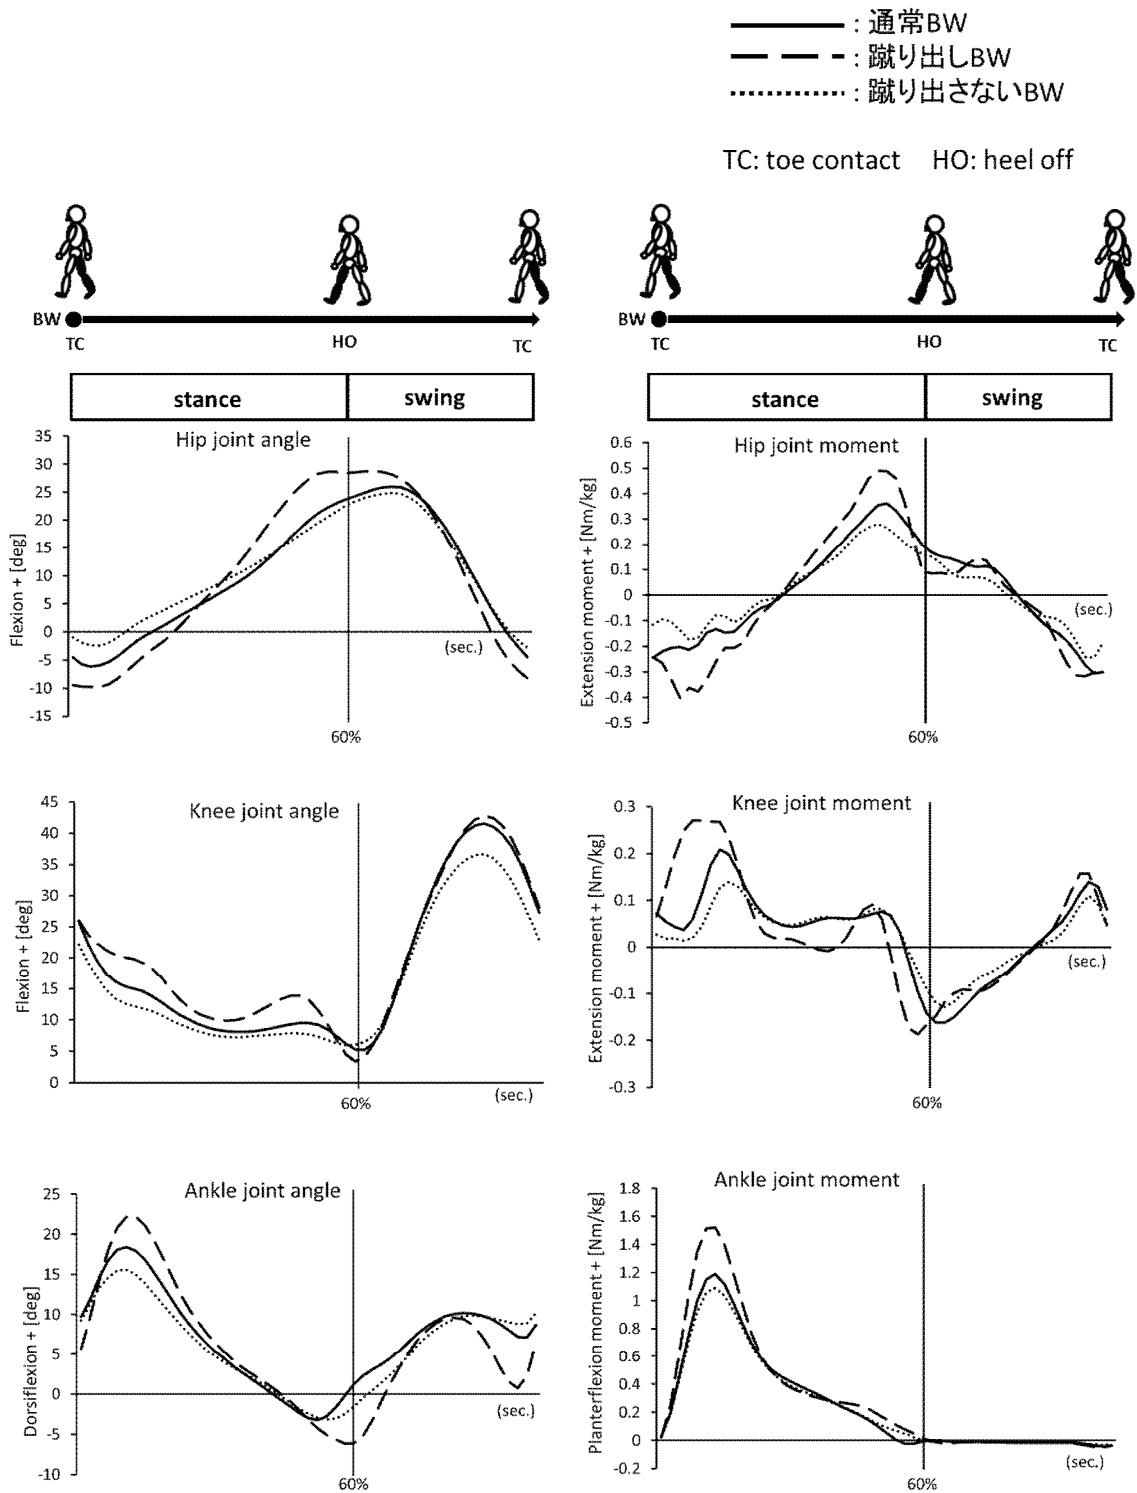 : 通常BW
: 蹴り出しBW
: 蹴り出さないBW
TC: toe contact HO: heel off
BW
TC
HO
TC
BW
TC
HO
TC
stance
swing
stance
swing
Hip joint angle
Flexion + [deg]
35
30
25
20
15
10
5
0
-5
-10
-15
(sec.)
60%
Hip joint moment
Extension moment + [Nm/kg]
0.6
0.5
0.4
0.3
0.2
0.1
0
-0.1
-0.2
-0.3
-0.4
-0.5
(sec.)
60%
Knee joint angle
Flexion + [deg]
45
40
35
30
25
20
15
10
5
0
(sec.)
60%
Knee joint moment
Extension moment + [Nm/kg]
0.3
0.2
0.1
0
-0.1
-0.2
-0.3
(sec.)
60%
Ankle joint angle
Dorsiflexion + [deg]
25
20
15
10
5
0
-5
-10
(sec.)
60%
Ankle joint moment
Planterflexion moment + [Nm/kg]
1.8
1.6
1.4
1.2
1
0.8
0.6
0.4
0.2
0
-0.2
(sec.)
60%